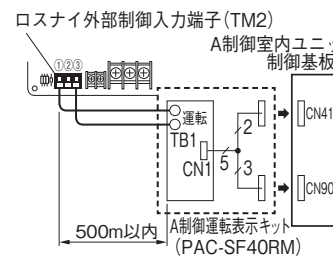 ロスナイ外部制御入力端子(TM2)
A制御室内ユニッ
制御基板
①②③
運転
TB1
CN1
2
5
3
CN41
CN90
500m以内
A制御運転表示キット
(PAC-SF40RM)